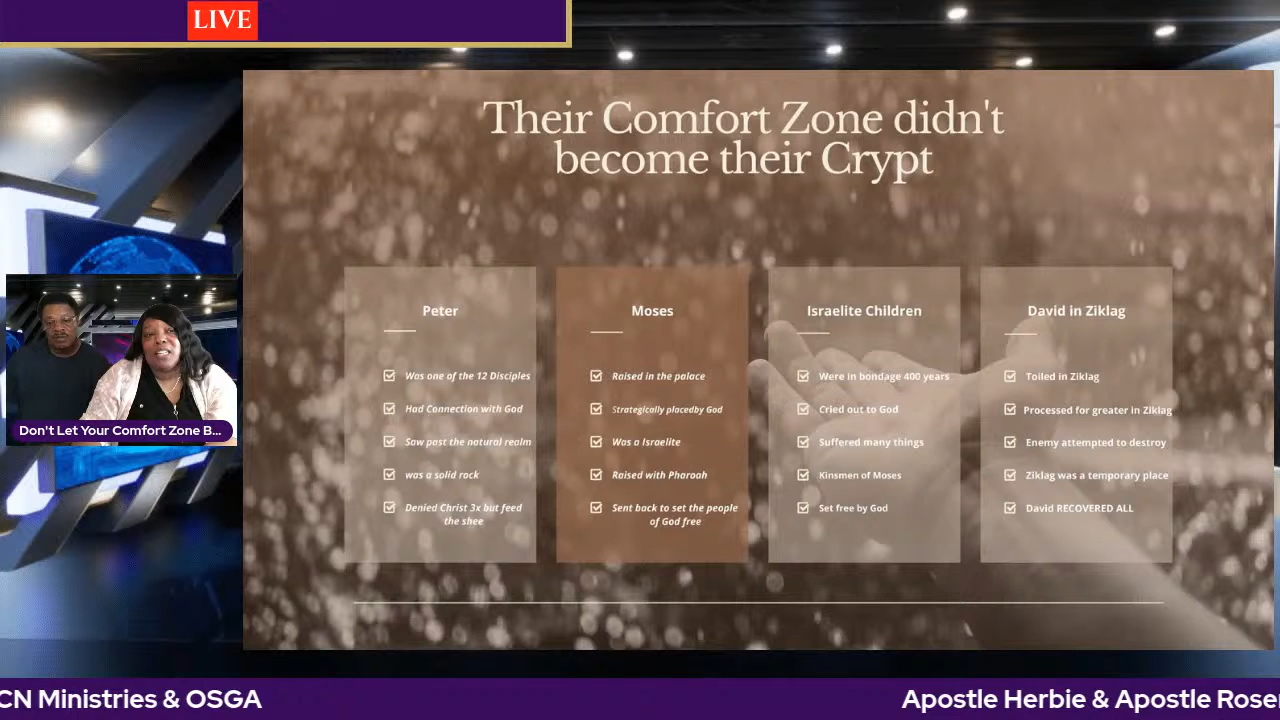 LIVE
Their Comfort Zone didn't
become their Crypt
Peter
Was one of the 12 Disciples
Had Connection with God
Saw past the natural realm
was a solid rock
Denied Christ 3x but feed
the shee
Moses
Raised in the palace
Strategically placedby God
Was a Israelite
Raised with Pharoah
Sent back to set the people
of God free
Israelite Children
Were in bondage 400 years
Cried out to God
Suffered many things
Kinsmen of Moses
Set free by God
David in Ziklag
Toiled in Ziklag
Processed for greater in Ziklag
Enemy attempted to destroy
Ziklag was a temporary place
David RECOVERED ALL
Don't Let Your Comfort Zone B...
CN Ministries & OSGA
Apostle Herbie & Apostle Rose